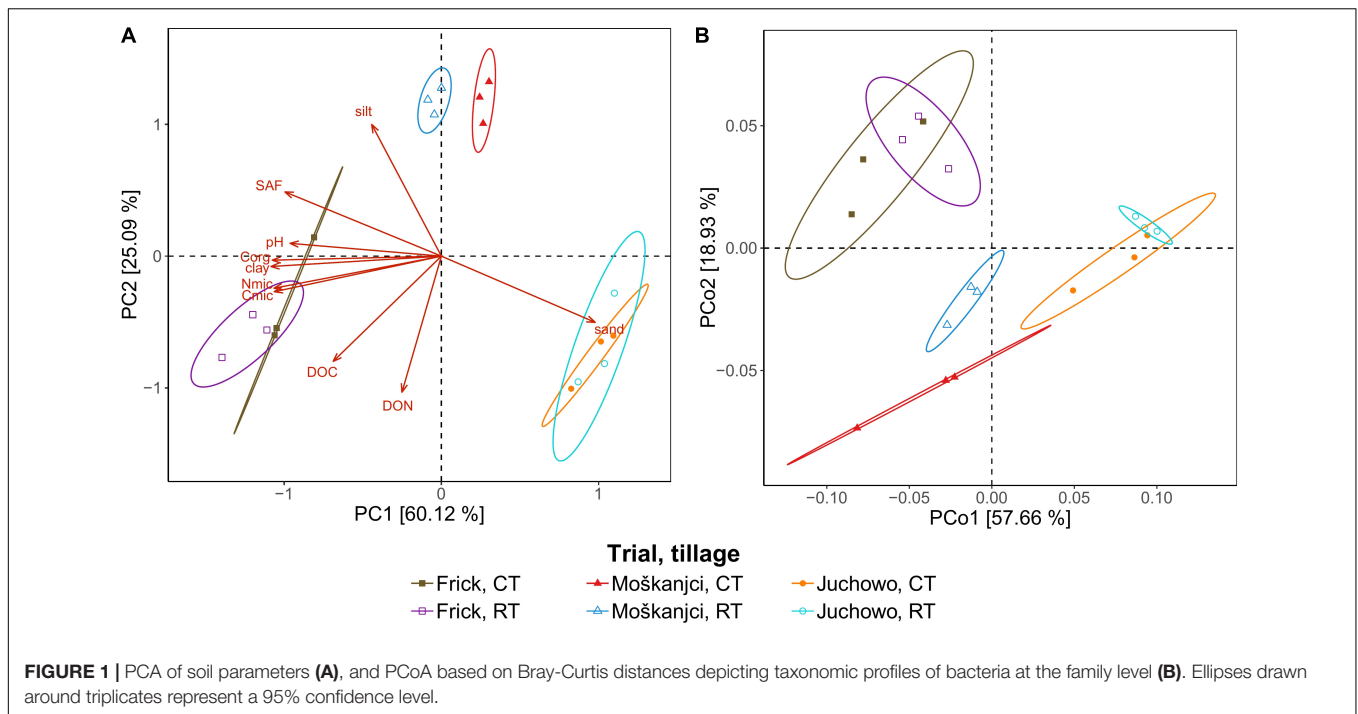 A
B
silt
SAF
pH
Corg
clay
Nmic
Cmic
DOC
DON
sand
1
0
−1
PC2 [25.09 %]
−1
0
1
PC1 [60.12 %]
0.05
0.00
−0.05
PCo2 [18.93 %]
−0.10
−0.05
0.00
0.05
0.10
PCo1 [57.66 %]
Trial, tillage
Frick, CT
Moškanjci, CT
Juchowo, CT
Frick, RT
Moškanjci, RT
Juchowo, RT
FIGURE 1 | PCA of soil parameters (A), and PCoA based on Bray-Curtis distances depicting taxonomic profiles of bacteria at the family level (B). Ellipses drawn
around triplicates represent a 95% confidence level.